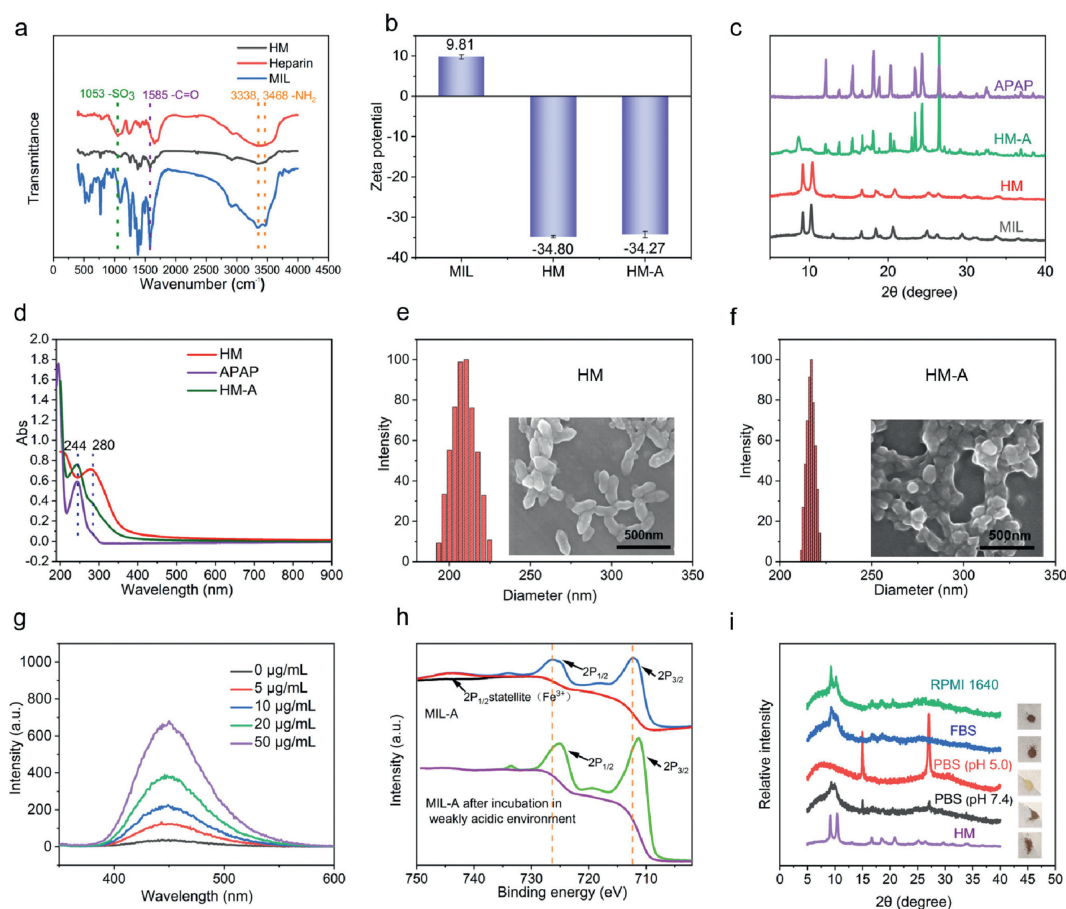 a
HM
Heparin
MIL
1053 -SO3
1585 -C=O
3338, 3468 -NH2
Transmittance
400 500 1000 1500 2000 2500 3000 3500 4000 4500
Wavenumber (cm-1)
b
9.81
10
0
-10
-20
-30
-40
Zeta potential
-34.80
-34.27
MIL
HM
HM-A
c
APAP
HM-A
HM
MIL
10 20 30 40
2θ (degree)
d
HM
APAP
HM-A
2.0
1.8
1.6
1.4
1.2
1.0
0.8
0.6
0.4
0.2
0.0
-0.2
Abs
244
280
200 300 400 500 600 700 800 900
Wavelength (nm)
e
HM
100
80
60
40
20
0
Intensity
500nm
200 250 300 350
Diameter (nm)
f
HM-A
100
80
60
40
20
0
Intensity
500nm
200 250 300 350
Diameter (nm)
g
0 μg/mL
5 μg/mL
10 μg/mL
20 μg/mL
50 μg/mL
1000
800
600
400
200
0
Intensity (a.u.)
400 500 600
Wavelength (nm)
h
2P1/2
2P3/2
2P1/2statellite (Fe3+)
MIL-A
2P1/2
2P3/2
MIL-A after incubation in
weakly acidic environment
Intensity (a.u.)
750 740 730 720 710
Binding energy (eV)
i
RPMI 1640
FBS
PBS (pH 5.0)
PBS (pH 7.4)
HM
Relative intensity
5 10 15 20 25 30 35 40 45 50
2θ (degree)